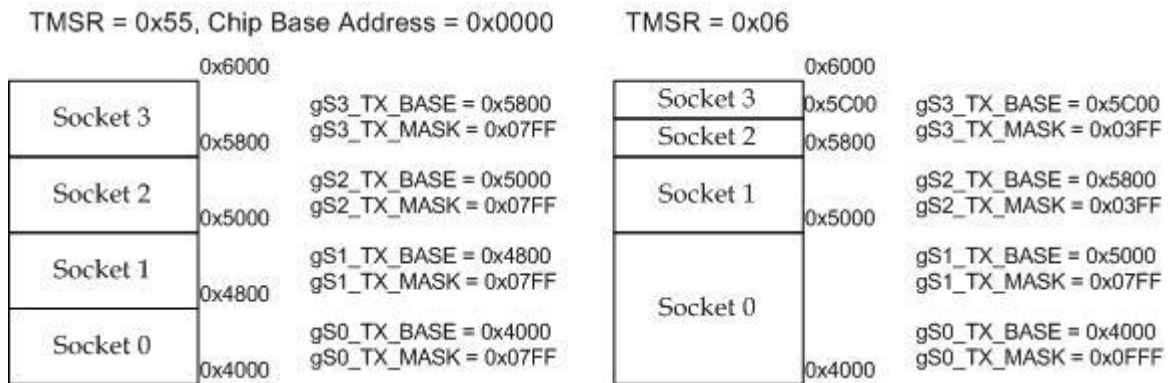 TMSR = 0x55, Chip Base Address = 0x0000
0x6000
Socket 3
gS3_TX_BASE = 0x5800
gS3_TX_MASK = 0x07FF
0x5800
Socket 2
gS2_TX_BASE = 0x5000
gS2_TX_MASK = 0x07FF
0x5000
Socket 1
gS1_TX_BASE = 0x4800
gS1_TX_MASK = 0x07FF
0x4800
Socket 0
gS0_TX_BASE = 0x4000
gS0_TX_MASK = 0x07FF
0x4000
TMSR = 0x06
0x6000
Socket 3
0x5C00
gS3_TX_BASE = 0x5C00
gS3_TX_MASK = 0x03FF
Socket 2
0x5800
Socket 1
gS2_TX_BASE = 0x5800
gS2_TX_MASK = 0x03FF
0x5000
gS1_TX_BASE = 0x5000
gS1_TX_MASK = 0x07FF
Socket 0
gS0_TX_BASE = 0x4000
gS0_TX_MASK = 0x0FFF
0x4000